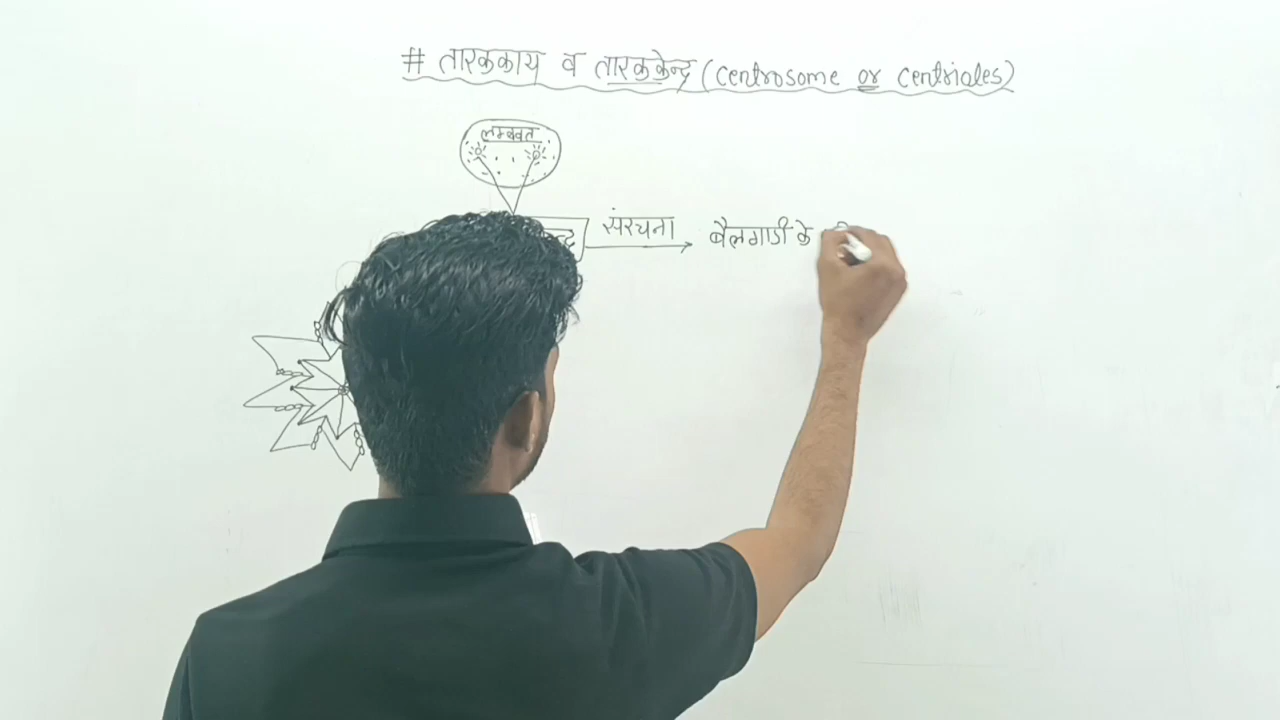 # तारककाय व तारककेन्द्र (Centrosome or Centrioles)
लम्बवत
संरचना बैलगाडी के